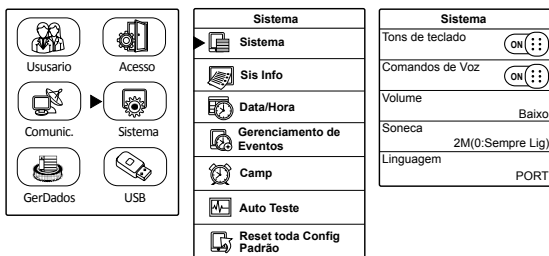 Ususario
Acesso
Comunic.
Sistema
GerDados
USB
Sistema
Sistema
Sis Info
Data/Hora
Gerenciamento de
Eventos
Camp
Auto Teste
Reset toda Config
Padrão
Sistema
Tons de teclado
ON
Comandos de Voz
ON
Volume
Baixo
Soneca
2M(0:Sempre Lig)
Linguagem
PORT